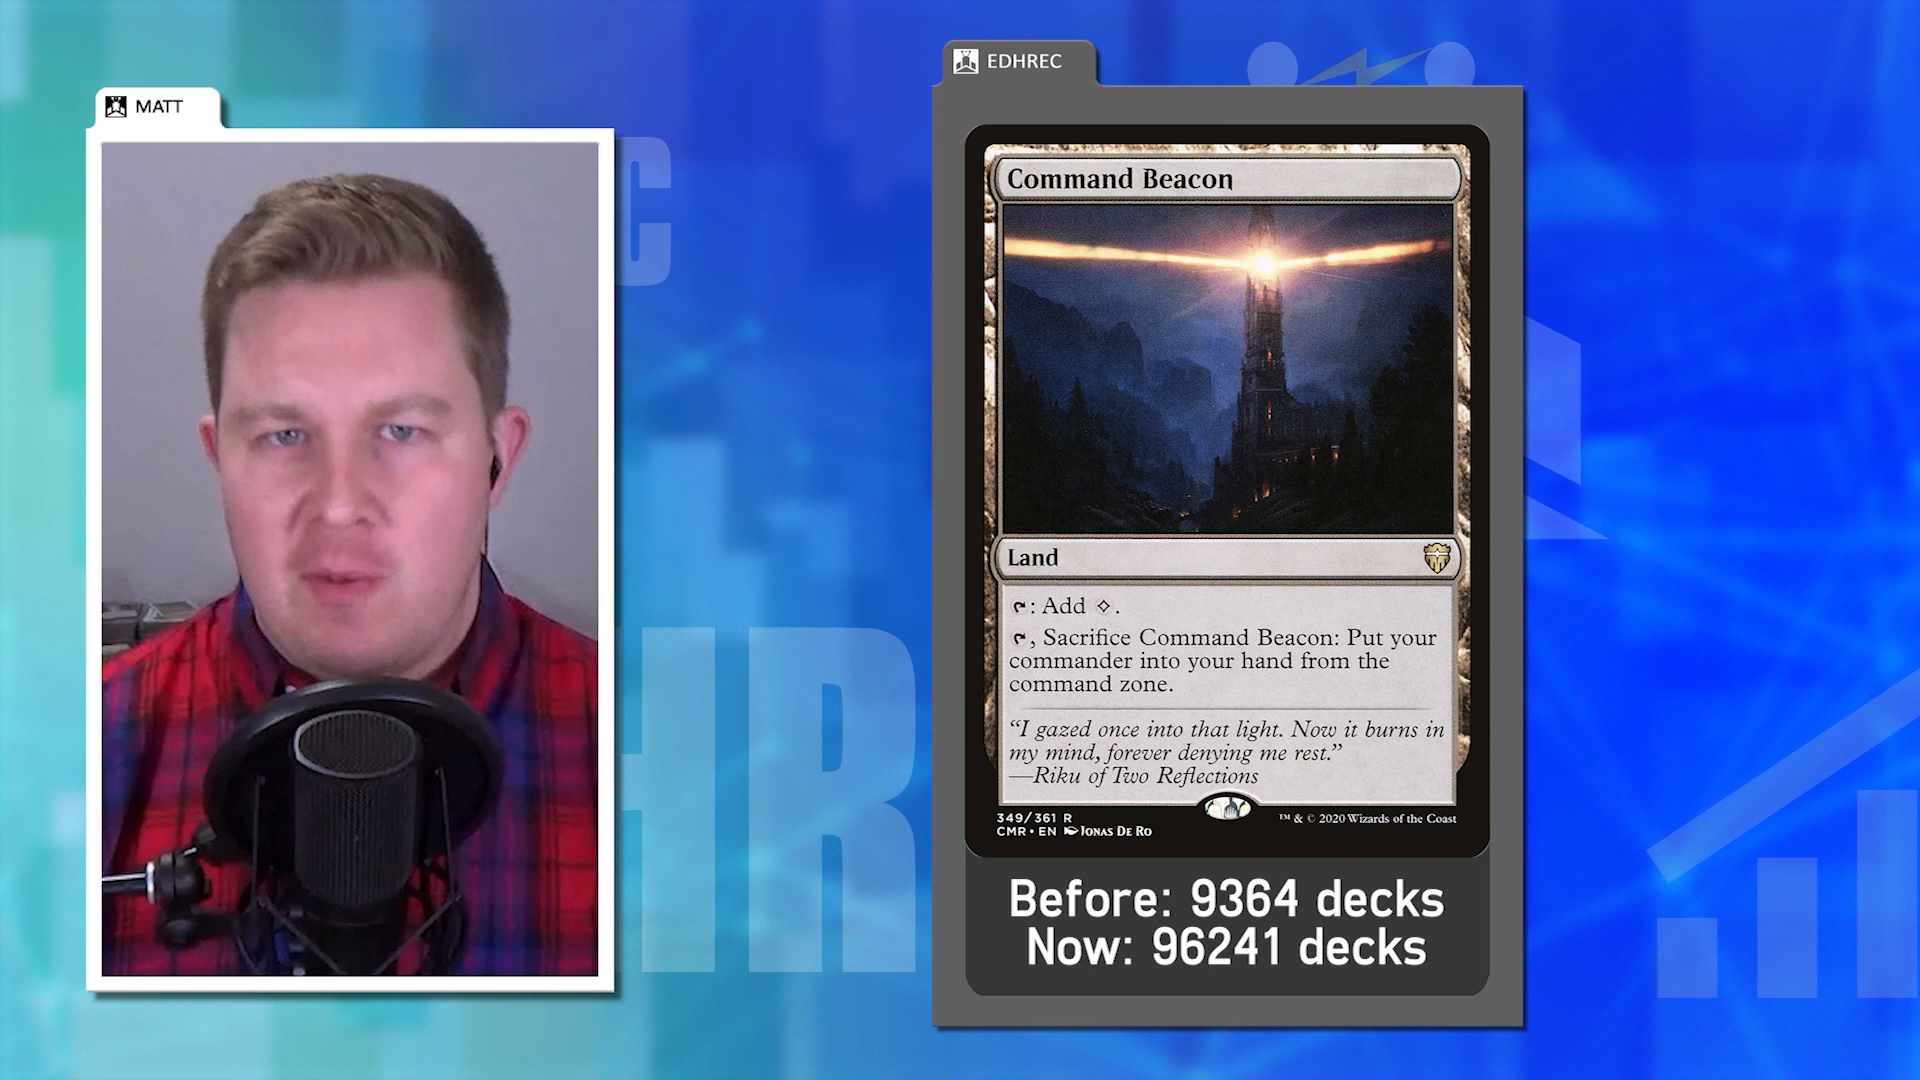 MATT
EDHREC
Command Beacon
Land
: Add .
, Sacrifice Command Beacon: Put your
commander into your hand from the
command zone.
“I gazed once into that light. Now it burns in
my mind, forever denying me rest.”
—Riku of Two Reflections
349/361 R
CMR • EN Jonas De Ro
™ & © 2020 Wizards of the Coast
Before: 9364 decks
Now: 96241 decks
C
HR